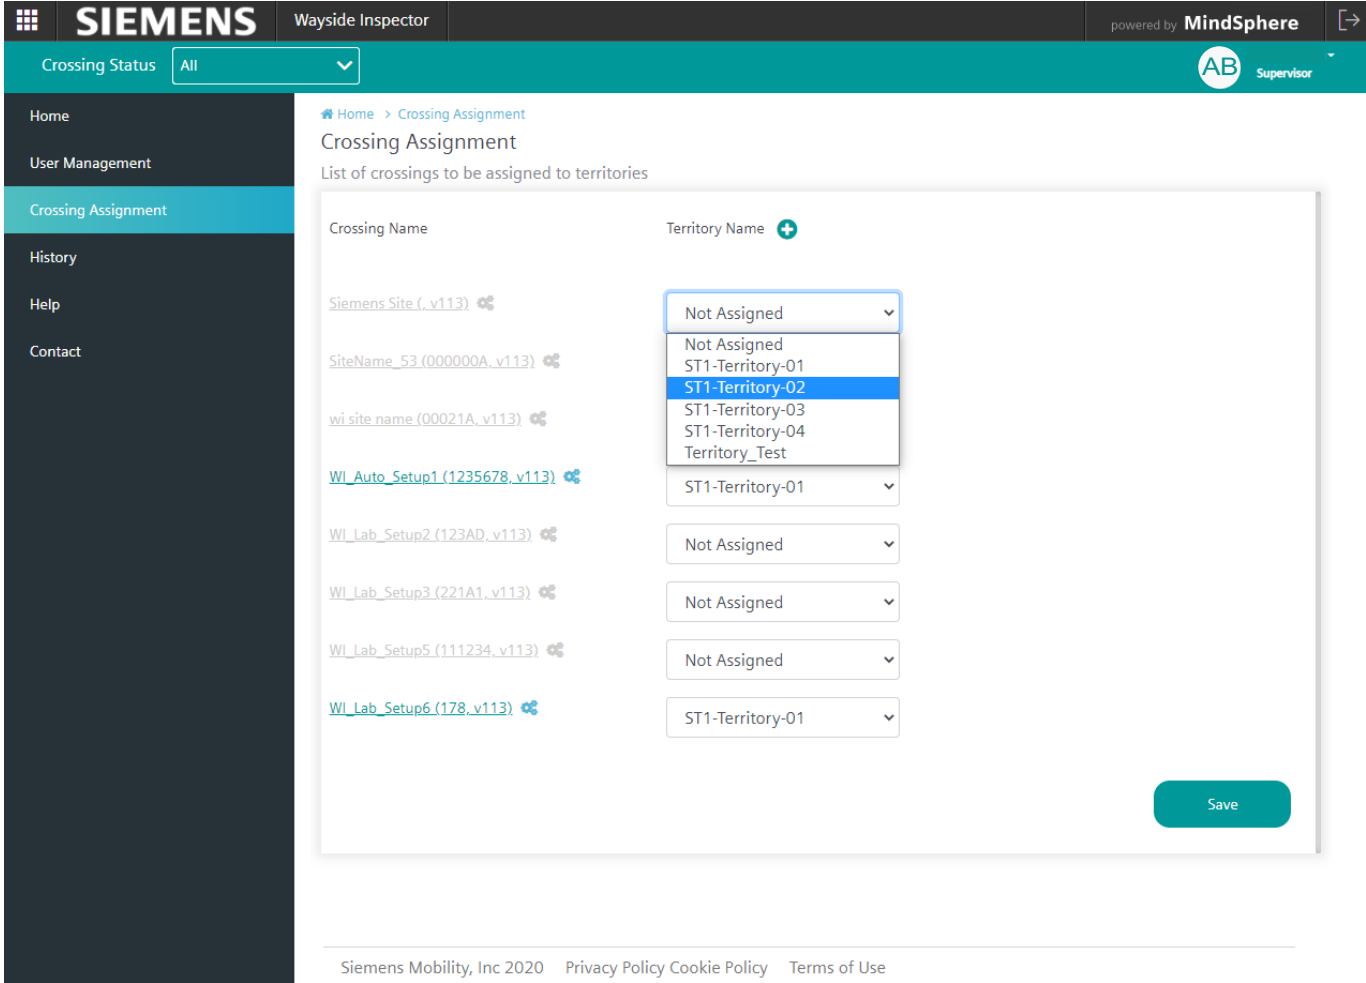 SIEMENS Wayside Inspector powered by MindSphere
Crossing Status All AB Supervisor
Home
User Management
Crossing Assignment
History
Help
Contact
Home > Crossing Assignment
Crossing Assignment
List of crossings to be assigned to territories
Crossing Name Territory Name
Siemens Site (, v113) Not Assigned
Not Assigned
ST1-Territory-01
ST1-Territory-02
ST1-Territory-03
ST1-Territory-04
Territory_Test
SiteName_53 (000000A, v113)
wi site name (00021A, v113)
WI_Auto_Setup1 (1235678, v113) ST1-Territory-01
WI_Lab_Setup2 (123AD, v113) Not Assigned
WI_Lab_Setup3 (221A1, v113) Not Assigned
WI_Lab_Setup5 (111234, v113) Not Assigned
WI_Lab_Setup6 (178, v113) ST1-Territory-01
Save
Siemens Mobility, Inc 2020 Privacy Policy Cookie Policy Terms of Use